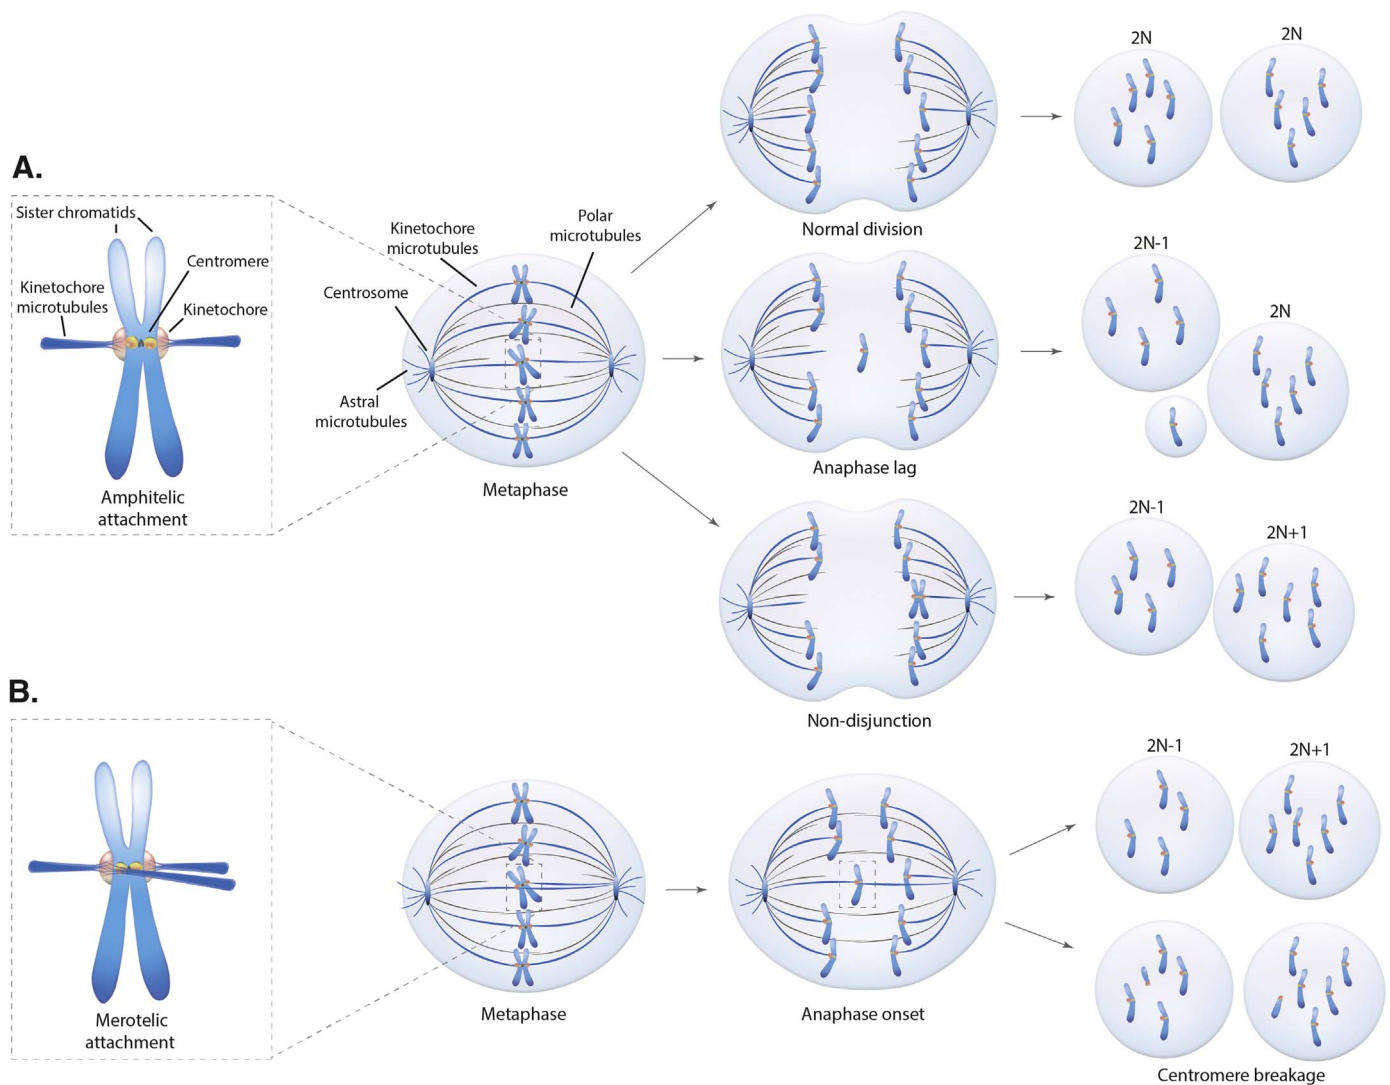 A.
Sister chromatids
Centromere
Kinetochore
microtubules
Kinetochore
Amphitelic
attachment
Kinetochore
microtubules
Polar
microtubules
Centrosome
Astral
microtubules
Metaphase
Normal division
2N
2N
Anaphase lag
2N-1
2N
Non-disjunction
2N-1
2N+1
B.
Merotelic
attachment
Metaphase
Anaphase onset
2N-1
2N+1
Centromere breakage